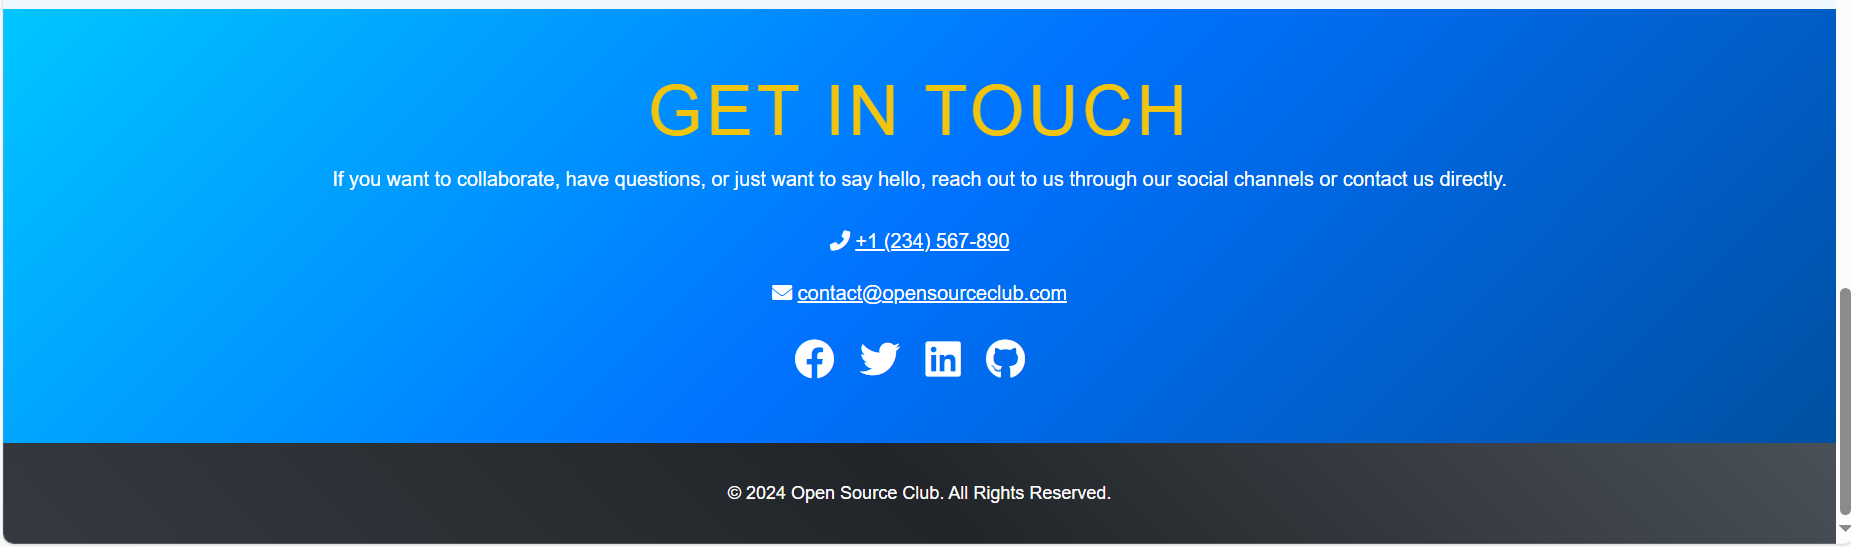 GET IN TOUCH
If you want to collaborate, have questions, or just want to say hello, reach out to us through our social channels or contact us directly.
+1 (234) 567-890
contact@opensourceclub.com
© 2024 Open Source Club. All Rights Reserved.